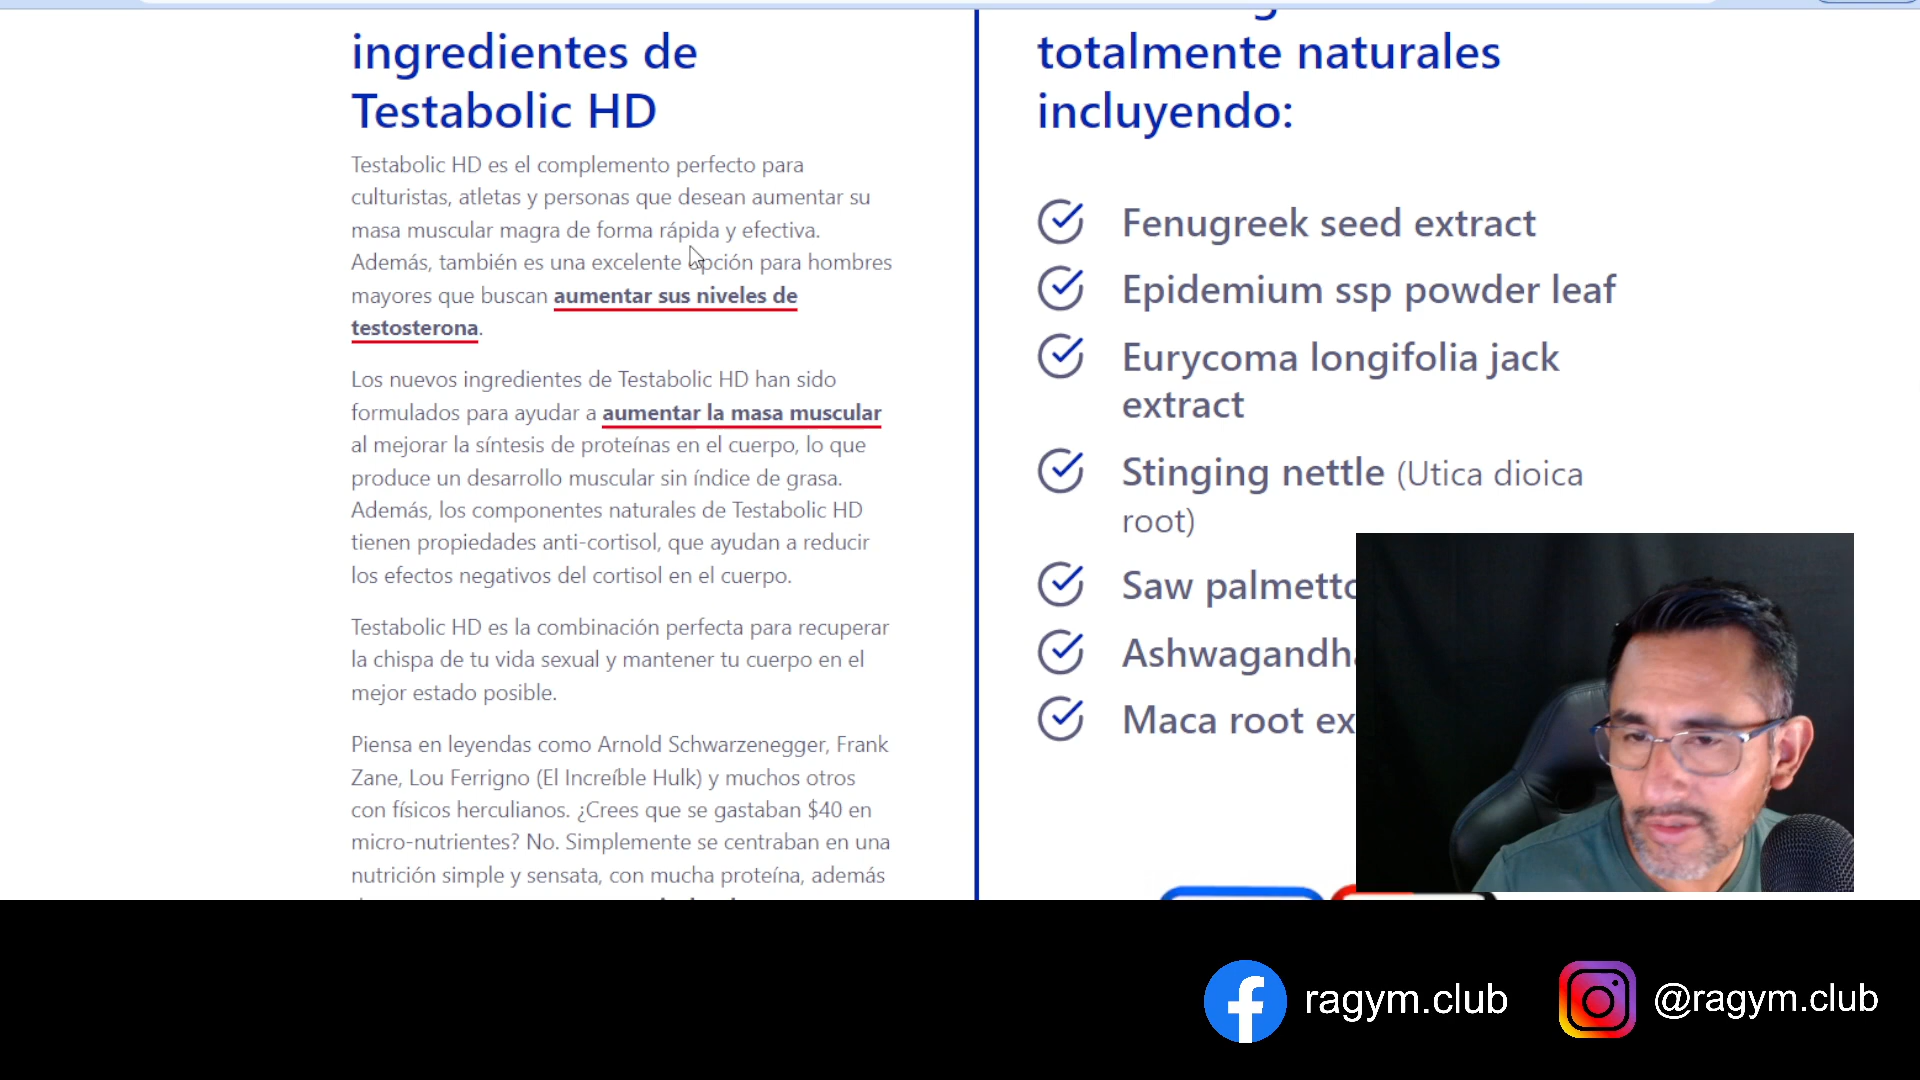 ingredientes de
Testabolic HD
Testabolic HD es el complemento perfecto para
culturistas, atletas y personas que desean aumentar su
masa muscular magra de forma rápida y efectiva.
Además, también es una excelente opción para hombres
mayores que buscan aumentar sus niveles de
testosterona.
Los nuevos ingredientes de Testabolic HD han sido
formulados para ayudar a aumentar la masa muscular
al mejorar la síntesis de proteínas en el cuerpo, lo que
produce un desarrollo muscular sin índice de grasa.
Además, los componentes naturales de Testabolic HD
tienen propiedades anti-cortisol, que ayudan a reducir
los efectos negativos del cortisol en el cuerpo.
Testabolic HD es la combinación perfecta para recuperar
la chispa de tu vida sexual y mantener tu cuerpo en el
mejor estado posible.
Piensa en leyendas como Arnold Schwarzenegger, Frank
Zane, Lou Ferrigno (El Increíble Hulk) y muchos otros
con físicos herculianos. ¿Crees que se gastaban $40 en
micro-nutrientes? No. Simplemente se centraban en una
nutrición simple y sensata, con mucha proteína, además
totalmente naturales
incluyendo:
Fenugreek seed extract
Epidemium ssp powder leaf
Eurycoma longifolia jack
extract
Stinging nettle (Utica dioica
root)
Saw palmetto
Ashwagandha
Maca root ex
ragym.club
@ragym.club